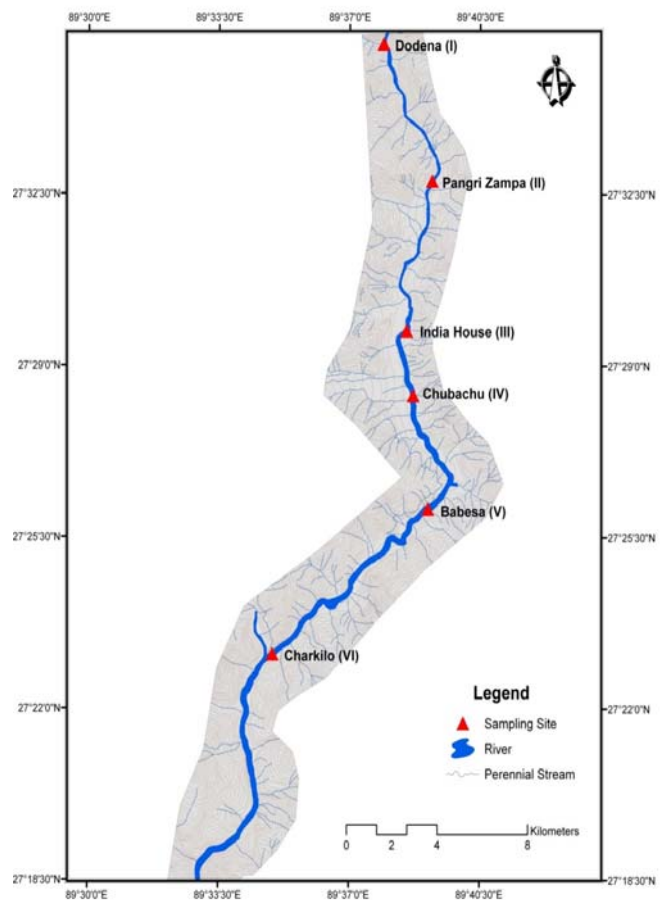 89°30'0"E 89°33'30"E 89°37'0"E 89°40'30"E
Dodena (I)
Pangri Zampa (II)
27°32'30"N 27°32'30"N
India House (III)
27°29'0"N 27°29'0"N
Chubachu (IV)
Babesa (V)
27°25'30"N 27°25'30"N
Charkilo (VI)
Legend
27°22'0"N 27°22'0"N
Sampling Site
River
Perennial Stream
Kilometers
0 2 4 8
27°18'30"N 27°18'30"N
89°30'0"E 89°33'30"E 89°37'0"E 89°40'30"E